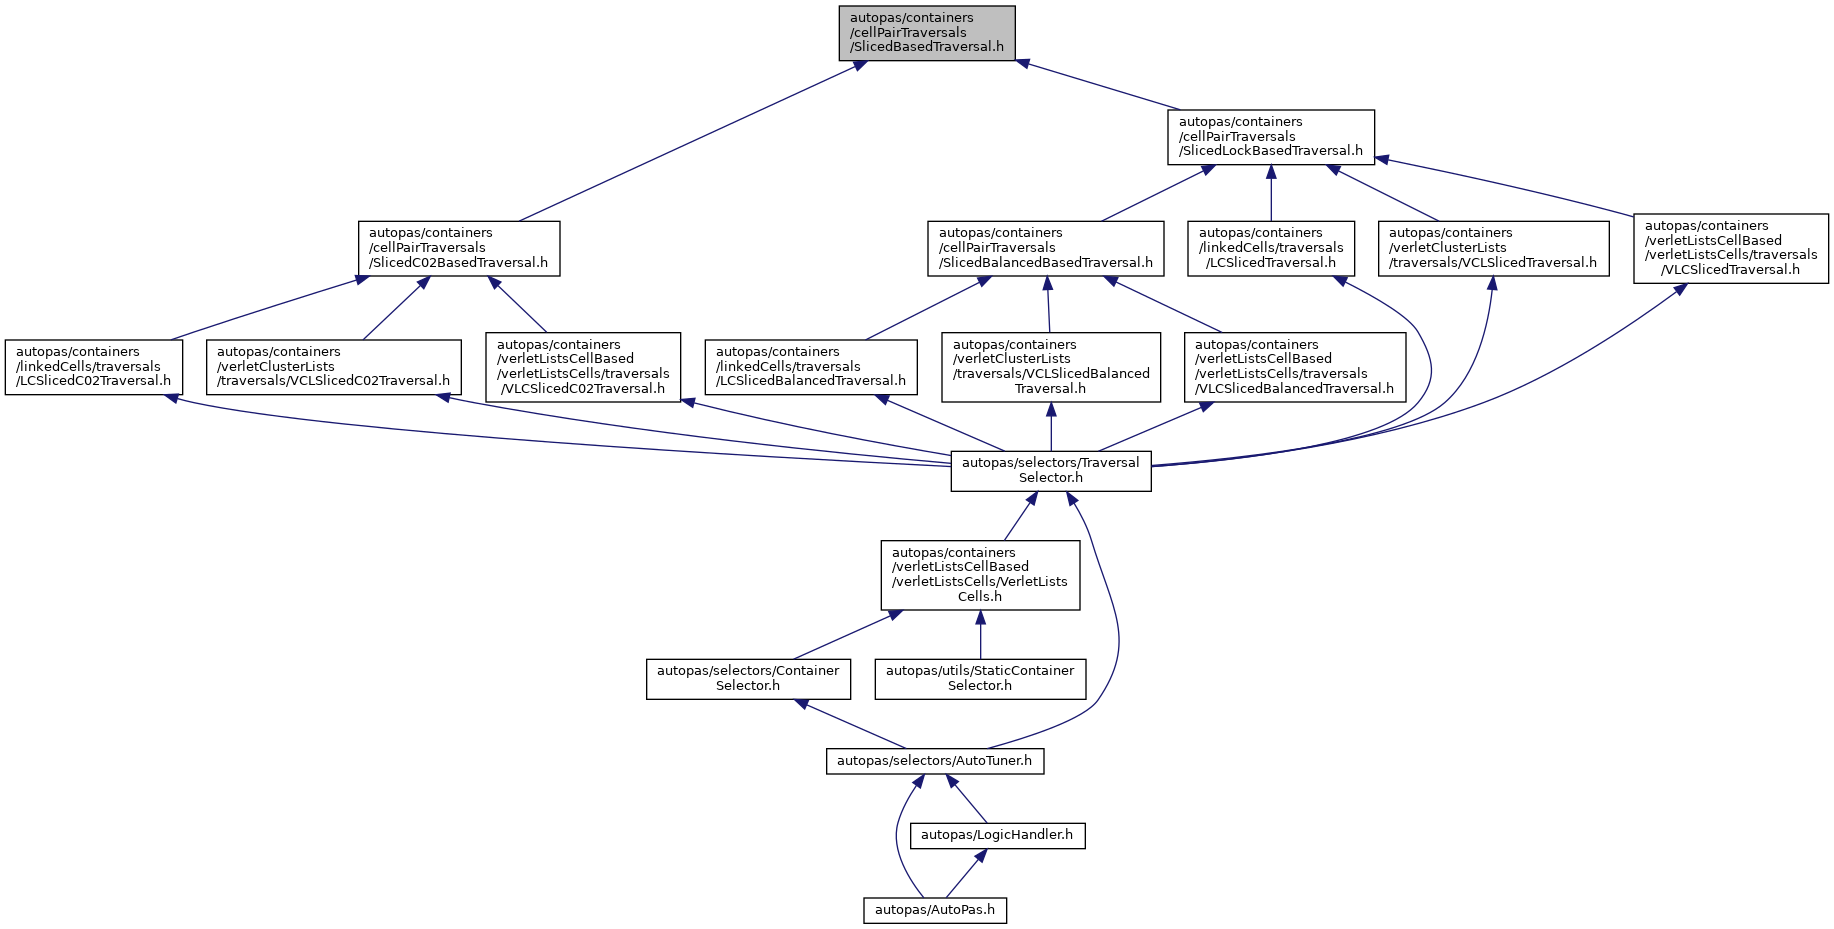 autopas/containers
/cellPairTraversals
/SlicedBasedTraversal.h
autopas/containers
/cellPairTraversals
/SlicedLockBasedTraversal.h
autopas/containers
/cellPairTraversals
/SlicedC02BasedTraversal.h
autopas/containers
/cellPairTraversals
/SlicedBalancedBasedTraversal.h
autopas/containers
/linkedCells/traversals
/LCSlicedTraversal.h
autopas/containers
/verletClusterLists
/traversals/VCLSlicedTraversal.h
autopas/containers
/verletListsCellBased
/verletListsCells/traversals
/VLCSlicedTraversal.h
autopas/containers
/linkedCells/traversals
/LCSlicedC02Traversal.h
autopas/containers
/verletClusterLists
/traversals/VCLSlicedC02Traversal.h
autopas/containers
/verletListsCellBased
/verletListsCells/traversals
/VLCSlicedC02Traversal.h
autopas/containers
/linkedCells/traversals
/LCSlicedBalancedTraversal.h
autopas/containers
/verletClusterLists
/traversals/VCLSlicedBalanced
Traversal.h
autopas/containers
/verletListsCellBased
/verletListsCells/traversals
/VLCSlicedBalancedTraversal.h
autopas/selectors/Traversal
Selector.h
autopas/containers
/verletListsCellBased
/verletListsCells/VerletLists
Cells.h
autopas/selectors/Container
Selector.h
autopas/utils/StaticContainer
Selector.h
autopas/selectors/AutoTuner.h
autopas/LogicHandler.h
autopas/AutoPas.h